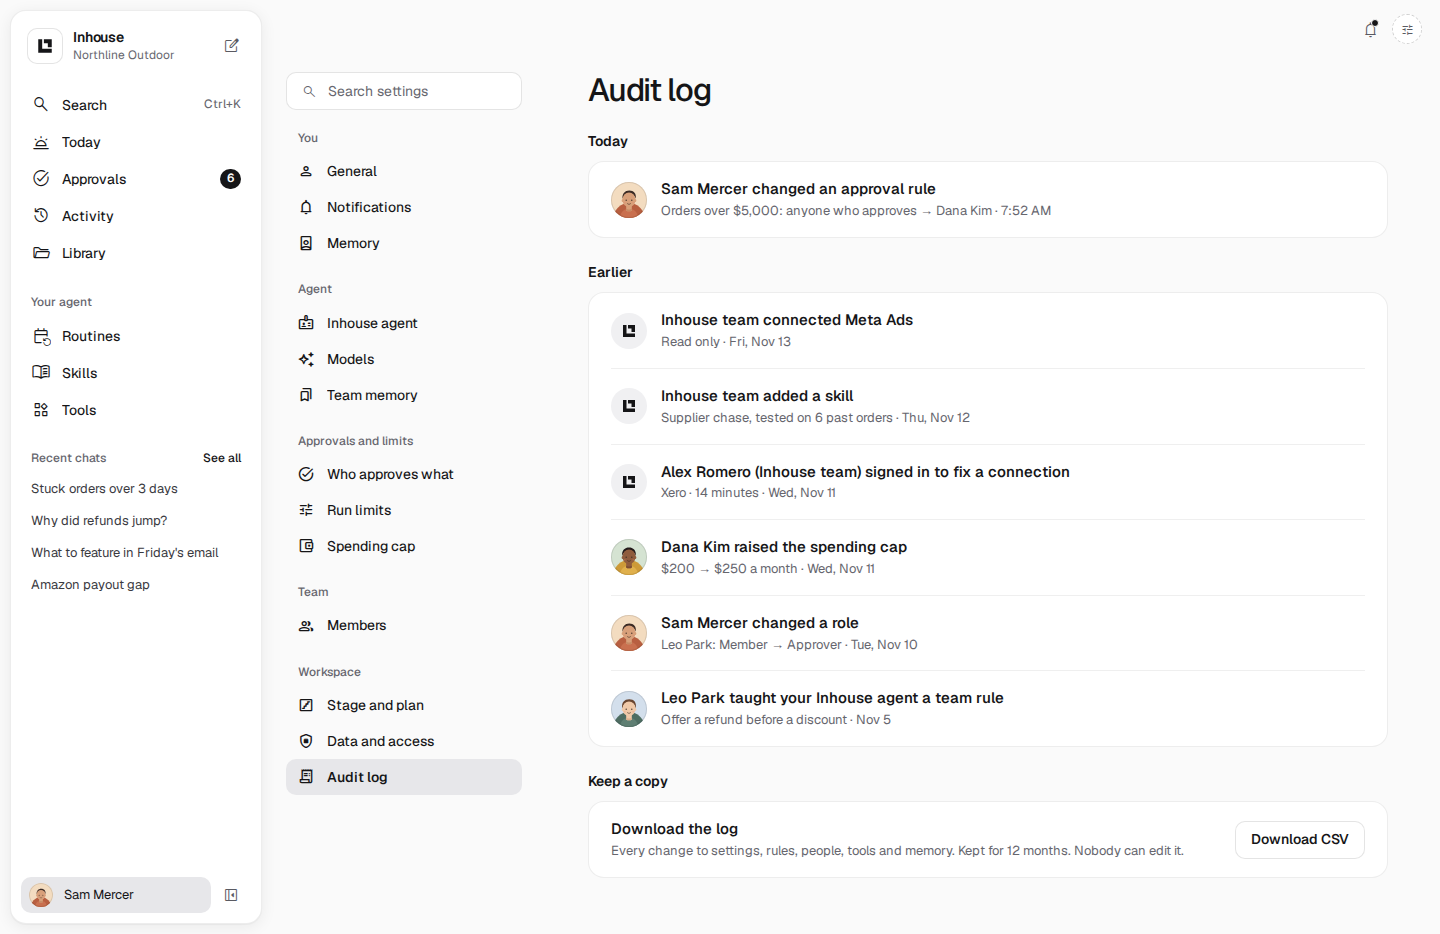 Inhouse
Northline Outdoor
Search
Ctrl+K
Today
Approvals
6
Activity
Library
Your agent
Routines
Skills
Tools
Recent chats
See all
Stuck orders over 3 days
Why did refunds jump?
What to feature in Friday's email
Amazon payout gap
Sam Mercer
Search settings
You
General
Notifications
Memory
Agent
Inhouse agent
Models
Team memory
Approvals and limits
Who approves what
Run limits
Spending cap
Team
Members
Workspace
Stage and plan
Data and access
Audit log
Audit log
Today
Sam Mercer changed an approval rule
Orders over $5,000: anyone who approves → Dana Kim · 7:52 AM
Earlier
Inhouse team connected Meta Ads
Read only · Fri, Nov 13
Inhouse team added a skill
Supplier chase, tested on 6 past orders · Thu, Nov 12
Alex Romero (Inhouse team) signed in to fix a connection
Xero · 14 minutes · Wed, Nov 11
Dana Kim raised the spending cap
$200 → $250 a month · Wed, Nov 11
Sam Mercer changed a role
Leo Park: Member → Approver · Tue, Nov 10
Leo Park taught your Inhouse agent a team rule
Offer a refund before a discount · Nov 5
Keep a copy
Download the log
Every change to settings, rules, people, tools and memory. Kept for 12 months. Nobody can edit it.
Download CSV